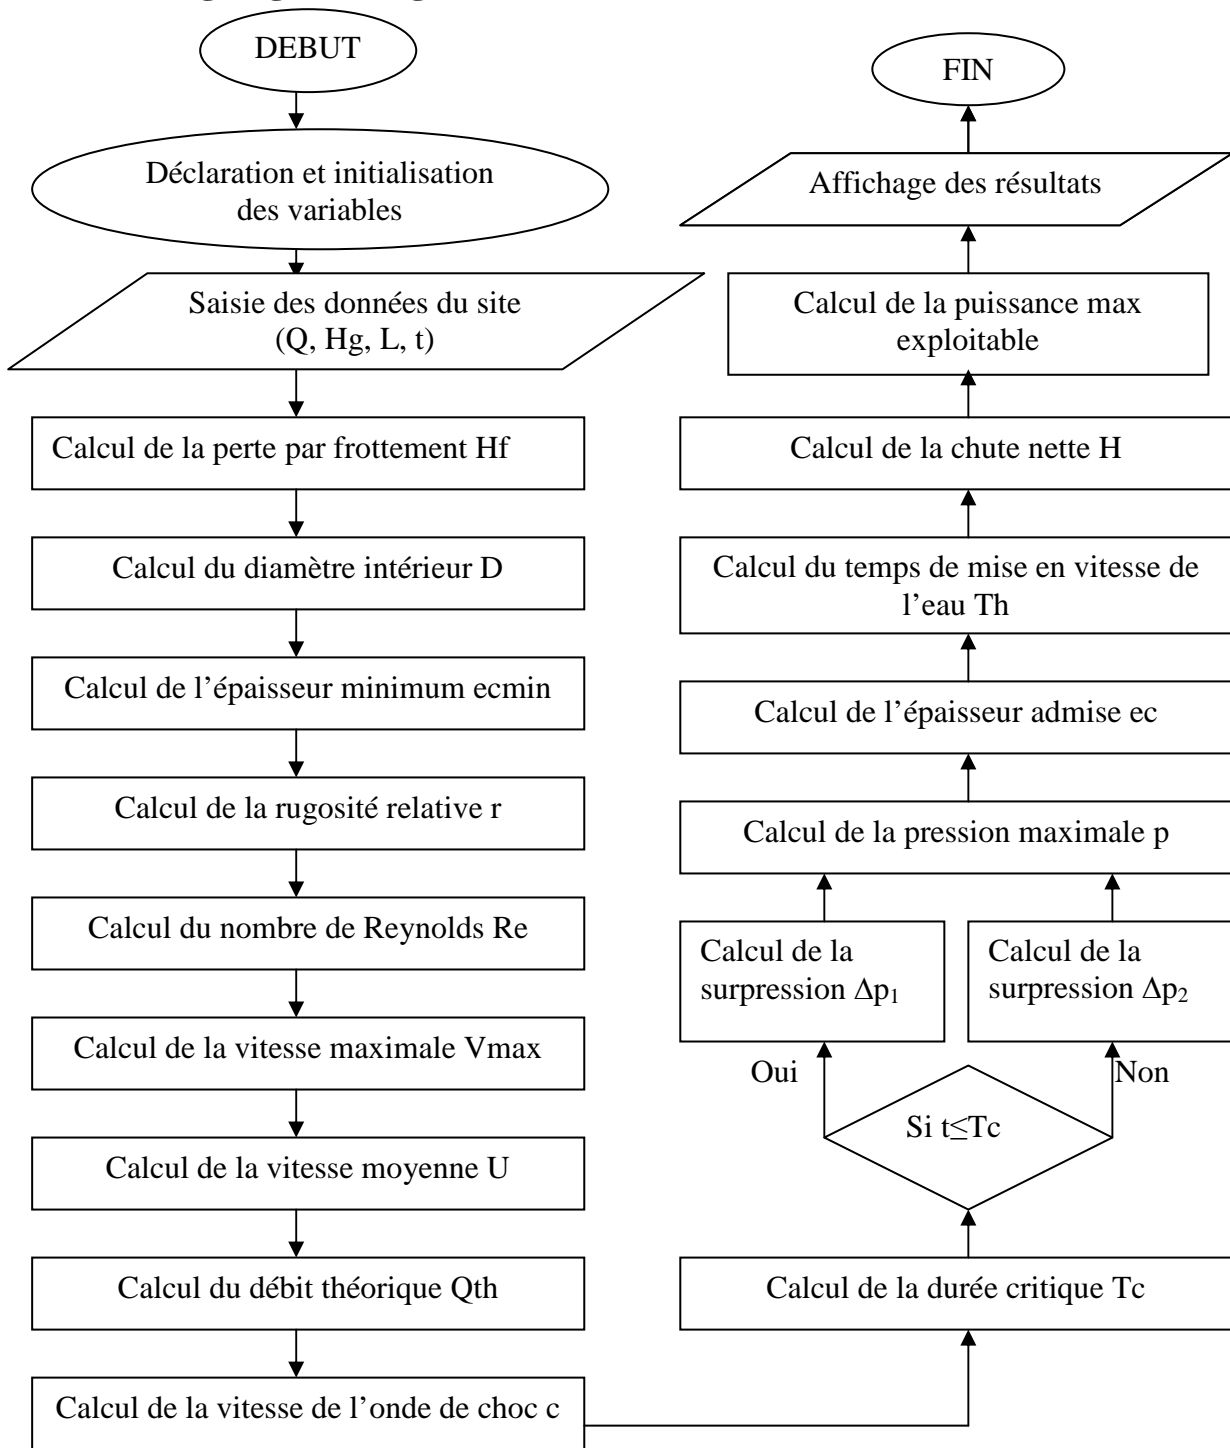 DEBUT
Déclaration et initialisation
des variables
Saisie des données du site
(Q, Hg, L, t)
Calcul de la perte par frottement Hf
Calcul du diamètre intérieur D
Calcul de l’épaisseur minimum ecmin
Calcul de la rugosité relative r
Calcul du nombre de Reynolds Re
Calcul de la vitesse maximale Vmax
Calcul de la vitesse moyenne U
Calcul du débit théorique Qth
Calcul de la vitesse de l’onde de choc c
Calcul de la durée critique Tc
Si t≤Tc
Oui
Non
Calcul de la
surpression Δp₁
Calcul de la
surpression Δp₂
Calcul de la pression maximale p
Calcul de l’épaisseur admise ec
Calcul du temps de mise en vitesse de
l’eau Th
Calcul de la chute nette H
Calcul de la puissance max
exploitable
Affichage des résultats
FIN